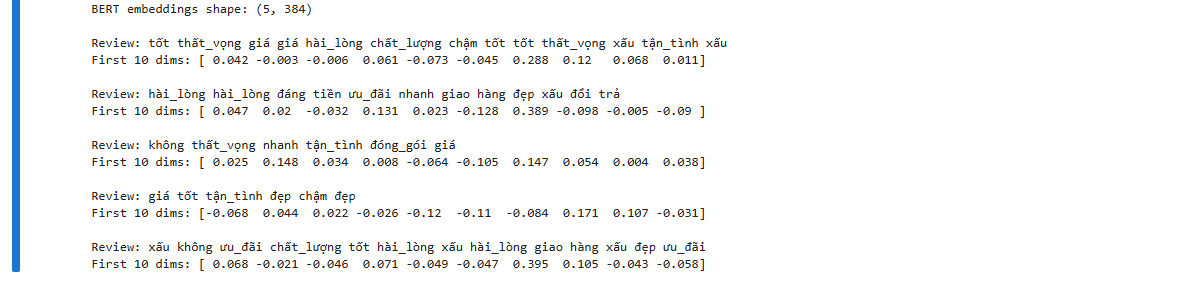 BERT embeddings shape: (5, 384)
Review: tốt thất_vọng giá giá hài_lòng chất_lượng chậm tốt tốt thất_vọng xấu tận_tình xấu
First 10 dims: [ 0.042 -0.003 -0.006  0.061 -0.073 -0.045  0.288  0.12   0.068  0.011]
Review: hài_lòng hài_lòng đáng tiền ưu_đãi nhanh giao hàng đẹp xấu đổi trả
First 10 dims: [ 0.047  0.02  -0.032  0.131  0.023 -0.128  0.389 -0.098 -0.005 -0.09 ]
Review: không thất_vọng nhanh tận_tình đóng_gói giá
First 10 dims: [ 0.025  0.148  0.034  0.008 -0.064 -0.105  0.147  0.054  0.004  0.038]
Review: giá tốt tận_tình đẹp chậm đẹp
First 10 dims: [-0.068  0.044  0.022 -0.026 -0.12  -0.11  -0.084  0.171  0.107 -0.031]
Review: xấu không ưu_đãi chất_lượng tốt hài_lòng xấu hài_lòng giao hàng xấu đẹp ưu_đãi
First 10 dims: [ 0.068 -0.021 -0.046  0.071 -0.049 -0.047  0.395  0.105 -0.043 -0.058]